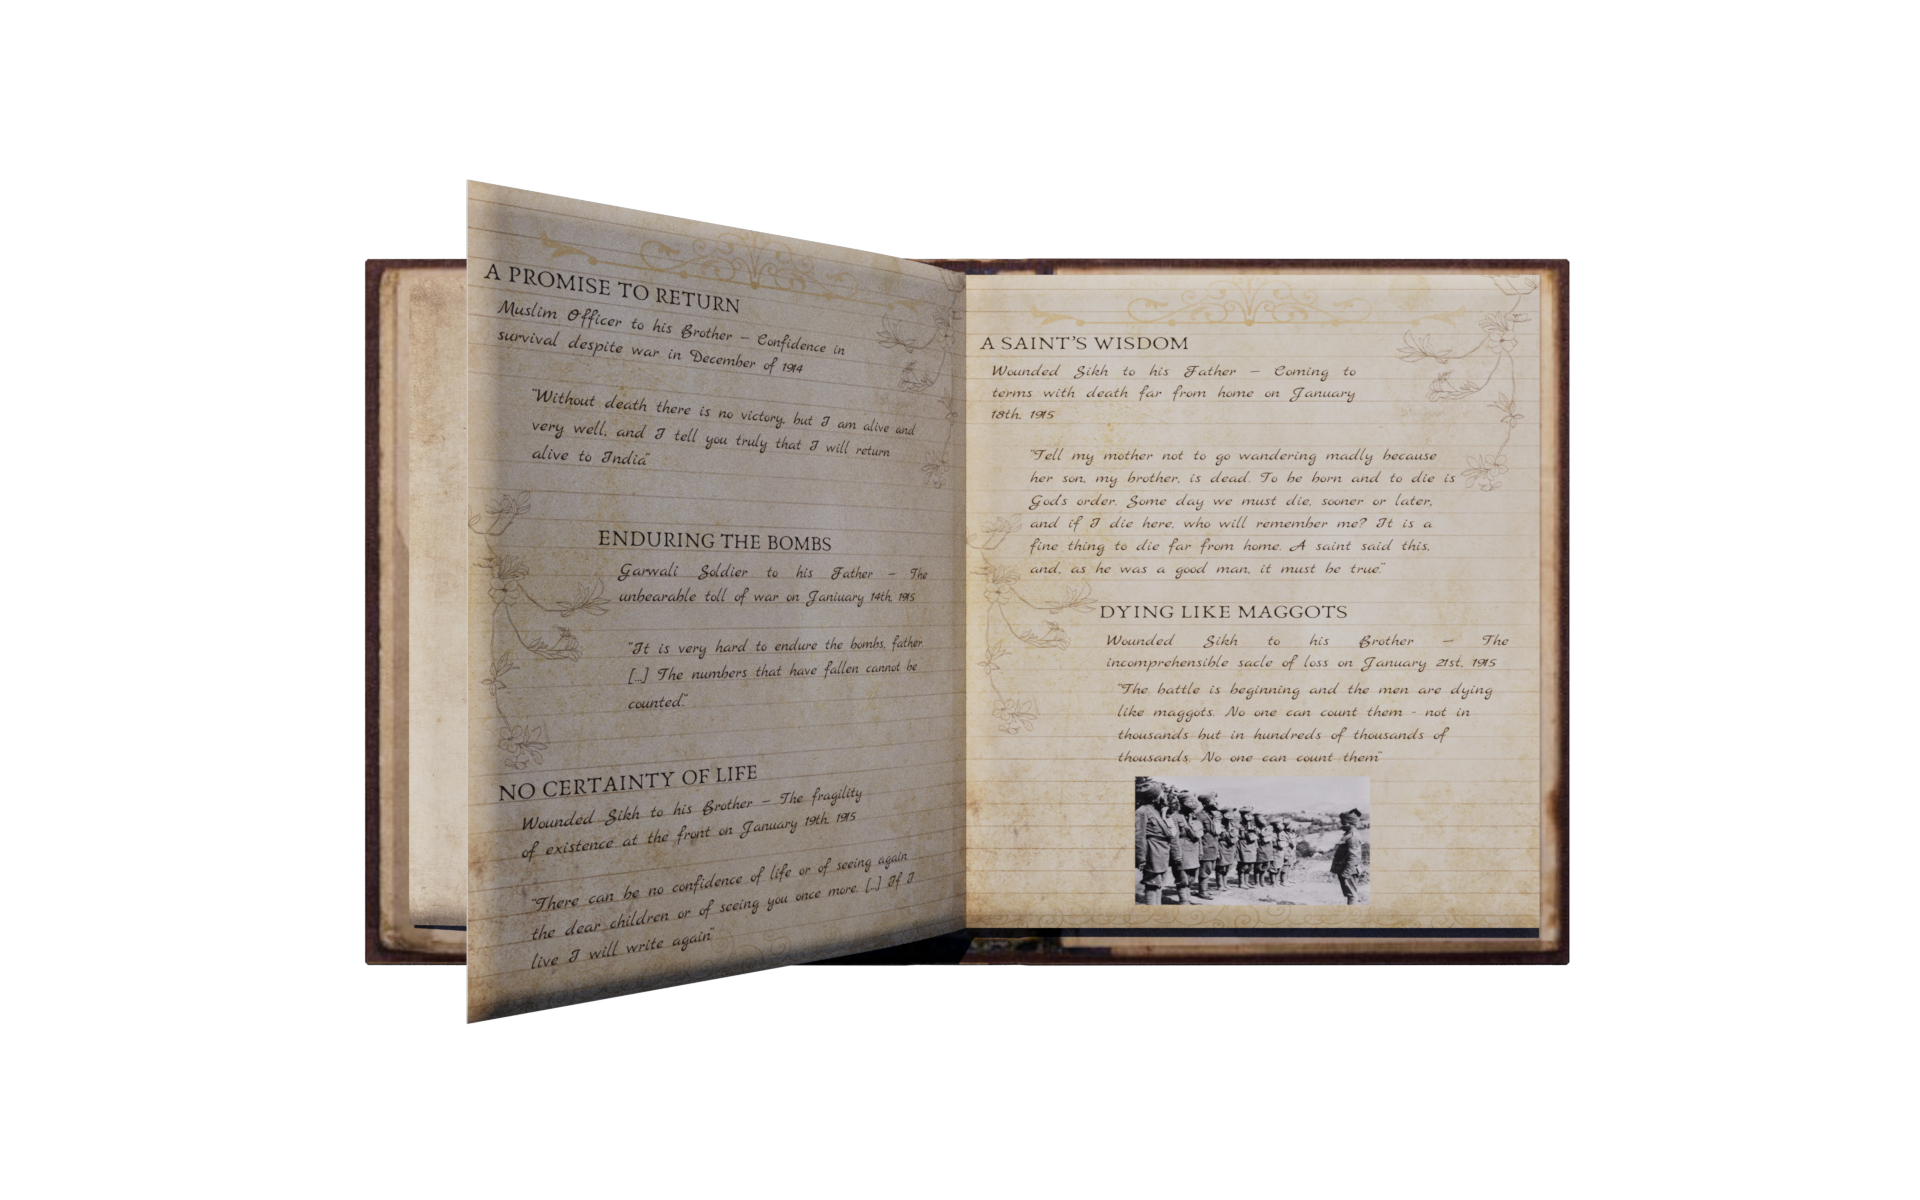 A PROMISE TO RETURN
Muslim Officer to his Brother – Confidence in
survival despite war in December of 1914
"Without death there is no victory, but I am alive and
very well, and I tell you truly that I will return
alive to India"
ENDURING THE BOMBS
Garwali Soldier to his Father – The
unbearable toll of war on Janiuary 14th, 1915
"It is very hard to endure the bombs, father
[...] The numbers that have fallen cannot be
counted."
NO CERTAINTY OF LIFE
Wounded Sikh to his Brother – The fragility
of existence at the front on January 19th, 1915
"There can be no confidence of life or of seeing again
the dear children or of seeing you once more. [...] If I
live I will write again"
A SAINT'S WISDOM
Wounded Sikh to his Father – Coming to
terms with death far from home on January
18th, 1915
"Tell my mother not to go wandering madly because
her son, my brother, is dead. To be born and to die is
God's order. Some day we must die, sooner or later,
and if I die here, who will remember me? It is a
fine thing to die far from home. A saint said this,
and, as he was a good man, it must be true."
DYING LIKE MAGGOTS
Wounded Sikh to his Brother – The
incomprehensible sacle of loss on January 21st, 1915
"The battle is beginning and the men are dying
like maggots. No one can count them - not in
thousands but in hundreds of thousands of
thousands. No one can count them"